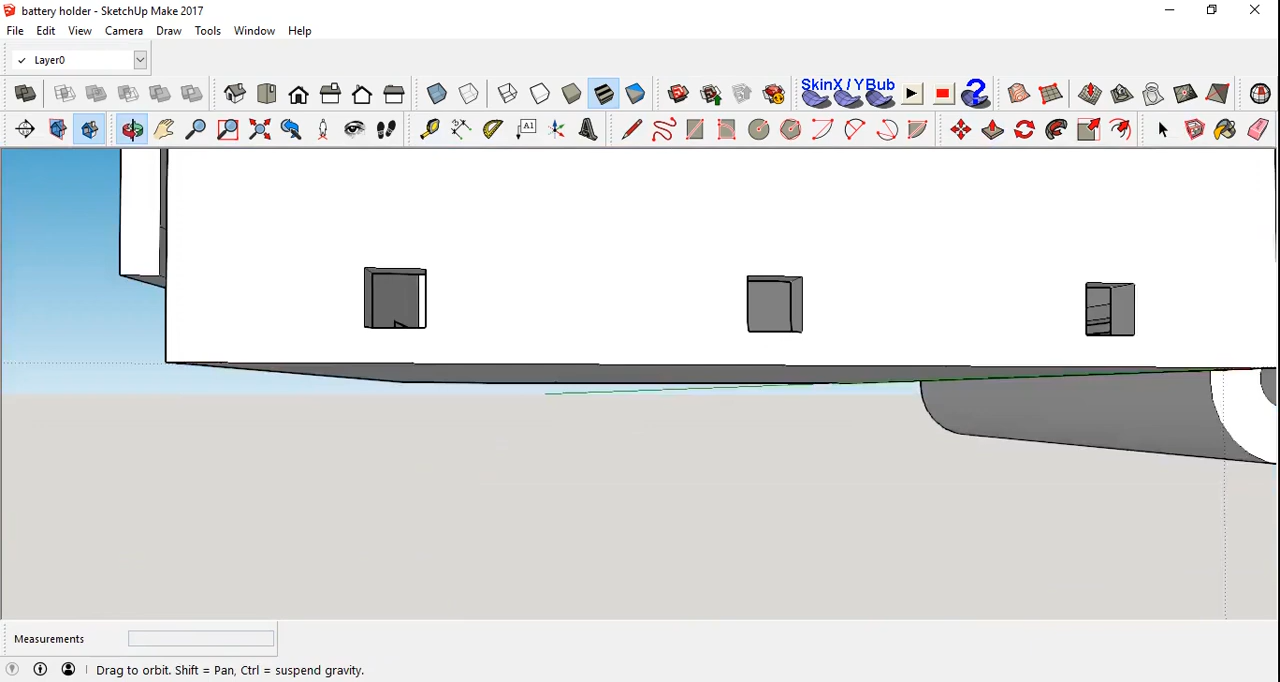 battery holder - SketchUp Make 2017
File Edit View Camera Draw Tools Window Help
Layer0
SkinX / YBub
A1
Measurements
Drag to orbit. Shift = Pan, Ctrl = suspend gravity.